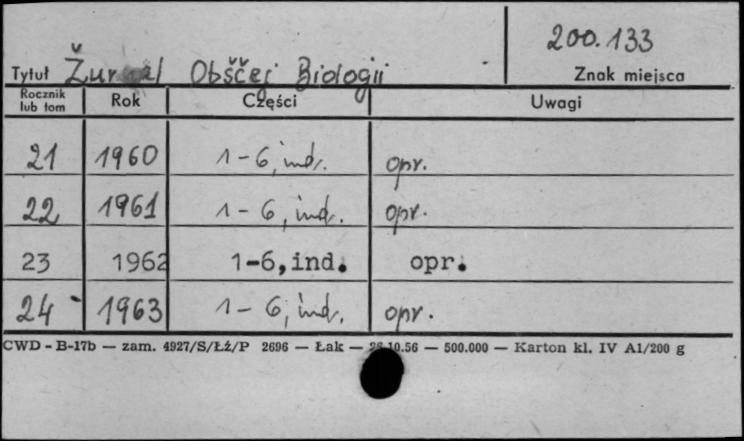 200.133
Tytuł Žurnal Obščej Biologii Znak miejsca
Rocznik lub tom Rok Części Uwagi
21 1960 1-6, ind. opr.
22 1961 1-6, ind. opr.
23 1962 1-6, ind. opr.
24 1963 1-6, ind. opr.
CWD - B-17b — zam. 4927/S/Łź/P 2696 — Łak — 26.10.56 — 500.000 — Karton kl. IV A1/200 g